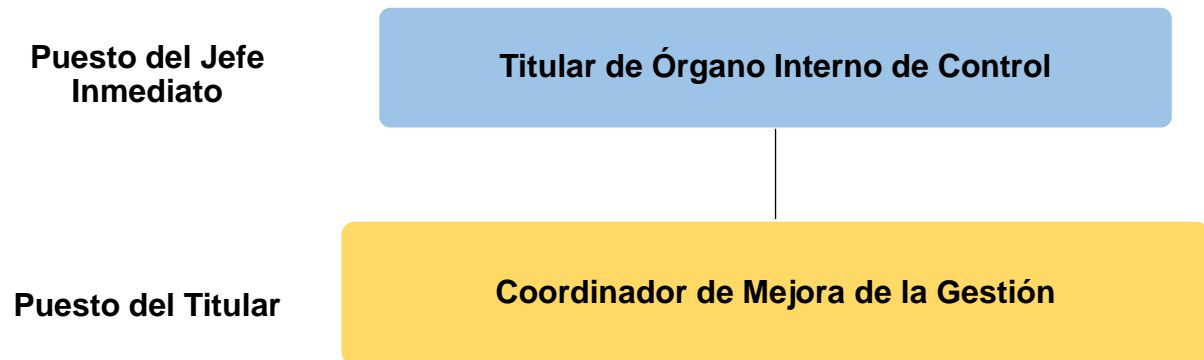 Puesto del Jefe
Inmediato
Titular de Órgano Interno de Control
Puesto del Titular
Coordinador de Mejora de la Gestión